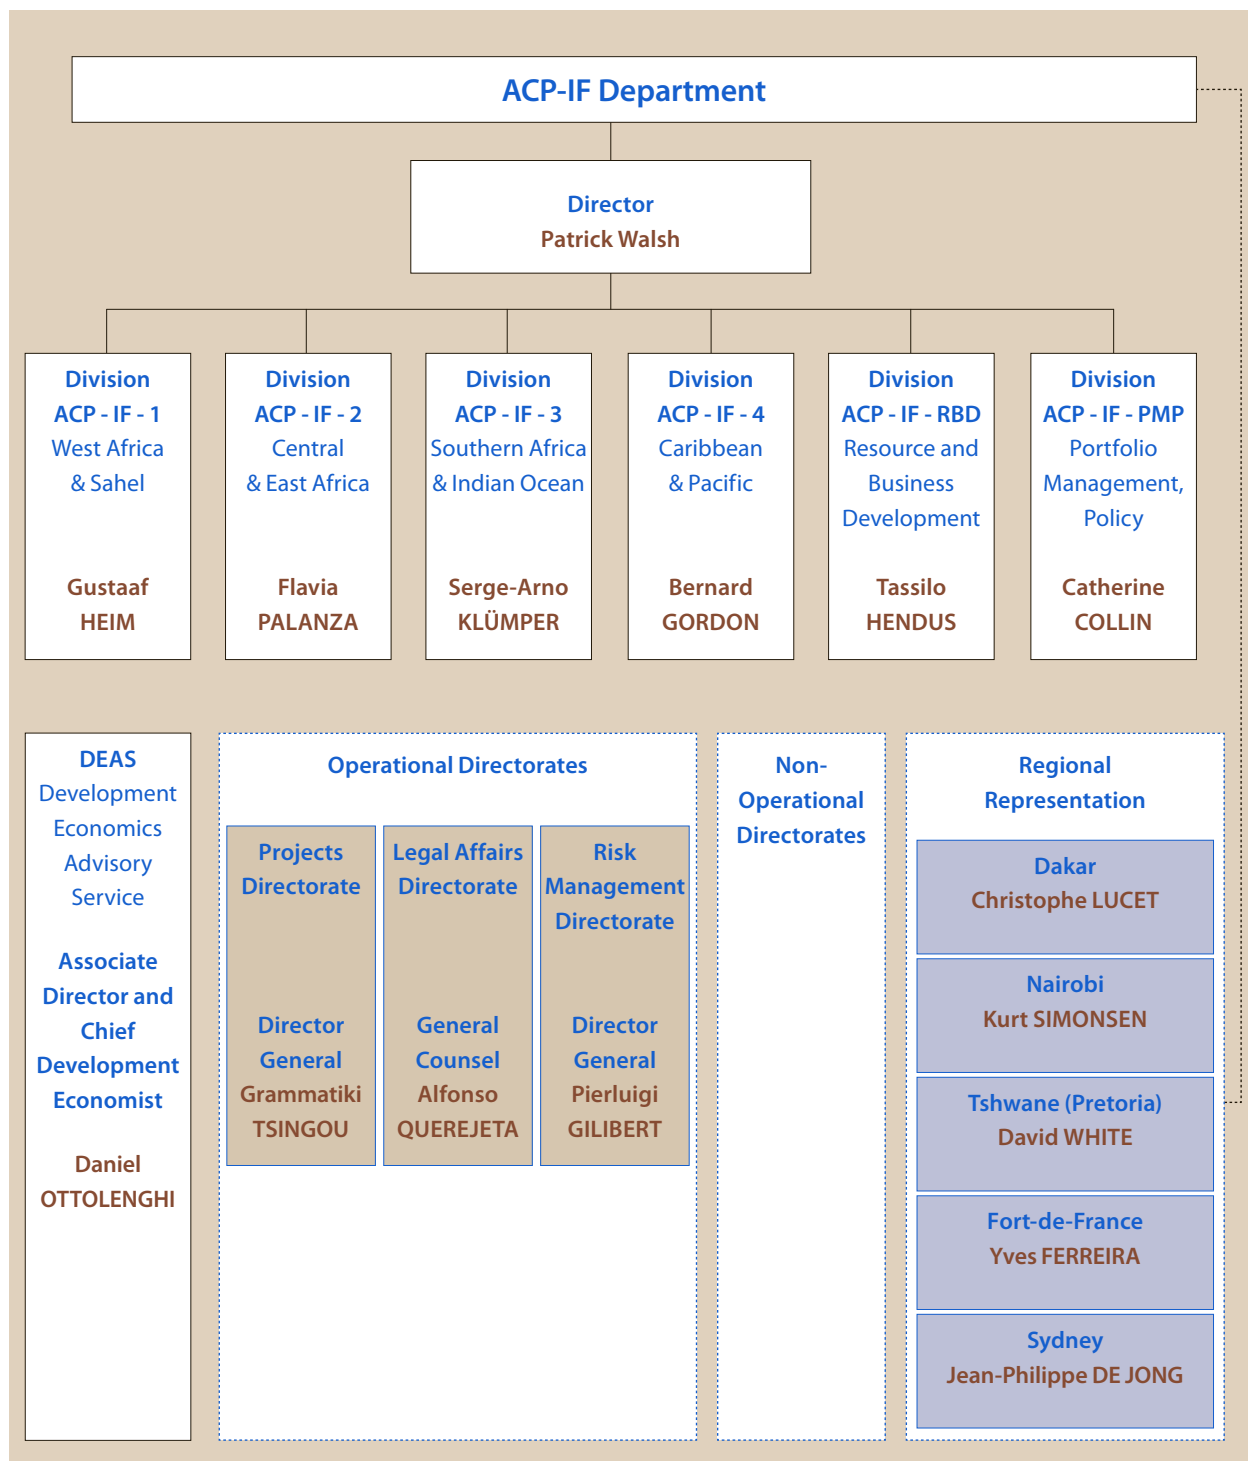 ACP-IF Department
Director
Patrick Walsh
Division
ACP - IF - 1
West Africa
& Sahel
Gustaaf
HEIM
Division
ACP - IF - 2
Central
& East Africa
Flavia
PALANZA
Division
ACP - IF - 3
Southern Africa
& Indian Ocean
Serge-Arno
KLÜMPER
Division
ACP - IF - 4
Caribbean
& Pacific
Bernard
GORDON
Division
ACP - IF - RBD
Resource and
Business
Development
Tassilo
HENDUS
Division
ACP - IF - PMP
Portfolio
Management,
Policy
Catherine
COLLIN
DEAS
Development
Economics
Advisory
Service
Associate
Director and
Chief
Development
Economist
Daniel
OTTOLENGHI
Operational Directorates
Projects
Directorate
Director
General
Grammatiki
TSINGOU
Legal Affairs
Directorate
General
Counsel
Alfonso
QUEREJETA
Risk
Management
Directorate
Director
General
Pierluigi
GILIBERT
Non-
Operational
Directorates
Regional
Representation
Dakar
Christophe LUCET
Nairobi
Kurt SIMONSEN
Tshwane (Pretoria)
David WHITE
Fort-de-France
Yves FERREIRA
Sydney
Jean-Philippe DE JONG